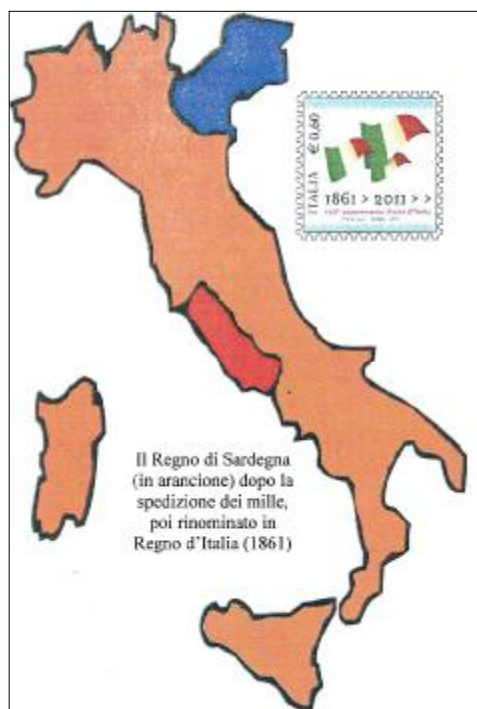 ITALIA € 0,60
1861 > 2011 > >
Il Regno di Sardegna
(in arancione) dopo la
spedizione dei mille,
poi rinominato in
Regno d'Italia (1861)